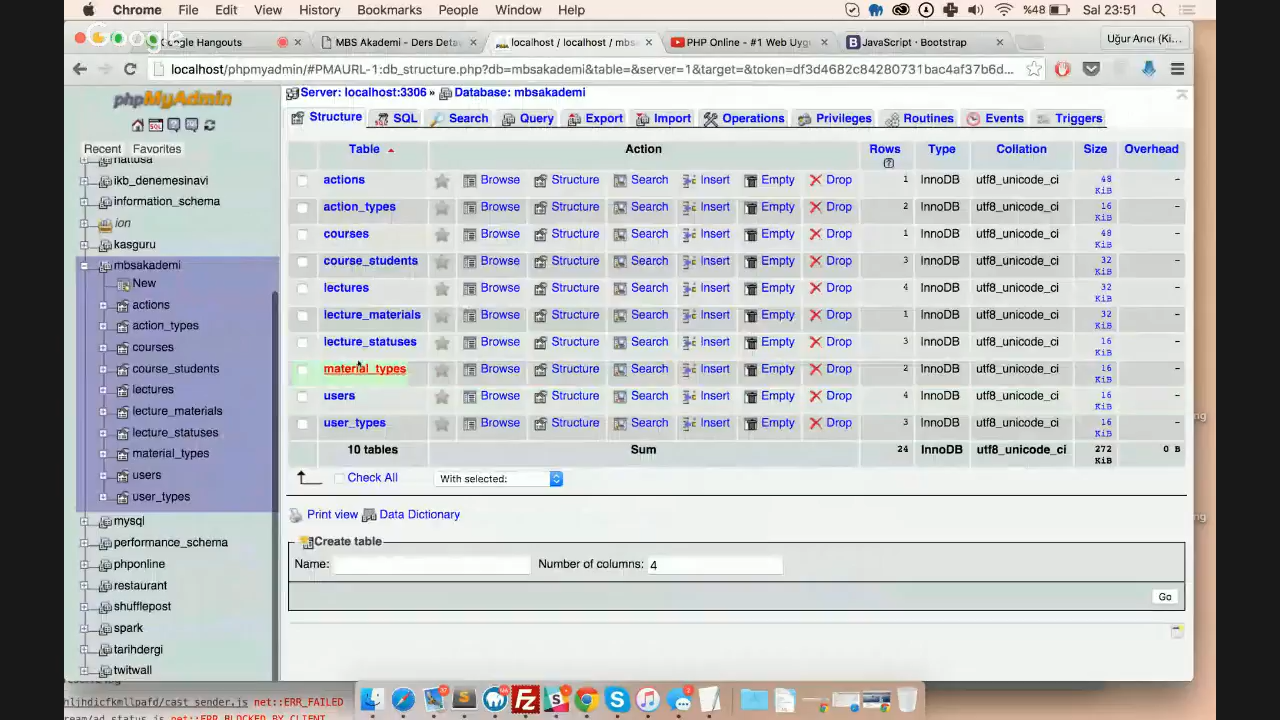 Chrome File Edit View History Bookmarks People Window Help %48 Sal 23:51
Google
Google Hangouts MBS Akademi - Ders Detay localhost / localhost / mbs PHP Online - #1 Web Uyg JavaScript · Bootstrap Uğur Arıcı (Ki...
localhost/phpmyadmin/#PMAURL-1:db_structure.php?db=mbsakademi&table=&server=1&target=&token=df3d4682c84280731bac4af37b6d...
phpMyAdmin
Recent Favorites
hattusa
ikb_denemesinavi
information_schema
ion
kasguru
mbsakademi
New
actions
action_types
courses
course_students
lectures
lecture_materials
lecture_statuses
material_types
users
user_types
mysql
performance_schema
phponline
restaurant
shufflepost
spark
tarihdergi
twitwall
Server: localhost:3306 » Database: mbsakademi
Structure SQL Search Query Export Import Operations Privileges Routines Events Triggers
Table Action Rows Type Collation Size Overhead
actions Browse Structure Search Insert Empty Drop 1 InnoDB utf8_unicode_ci 48 KiB -
action_types Browse Structure Search Insert Empty Drop 2 InnoDB utf8_unicode_ci 16 KiB -
courses Browse Structure Search Insert Empty Drop 1 InnoDB utf8_unicode_ci 48 KiB -
course_students Browse Structure Search Insert Empty Drop 3 InnoDB utf8_unicode_ci 32 KiB -
lectures Browse Structure Search Insert Empty Drop 4 InnoDB utf8_unicode_ci 32 KiB -
lecture_materials Browse Structure Search Insert Empty Drop 1 InnoDB utf8_unicode_ci 32 KiB -
lecture_statuses Browse Structure Search Insert Empty Drop 3 InnoDB utf8_unicode_ci 16 KiB -
material_types Browse Structure Search Insert Empty Drop 2 InnoDB utf8_unicode_ci 16 KiB -
users Browse Structure Search Insert Empty Drop 4 InnoDB utf8_unicode_ci 16 KiB -
user_types Browse Structure Search Insert Empty Drop 3 InnoDB utf8_unicode_ci 16 KiB -
10 tables Sum 24 InnoDB utf8_unicode_ci 272 KiB 0 B
Check All With selected:
Print view Data Dictionary
Create table
Name: Number of columns: 4
Go
hljhdicfkmllpafd/cast_sender.js net::ERR_FAILED
ream/ad_status.js net::ERR_BLOCKED_BY_CLIENT